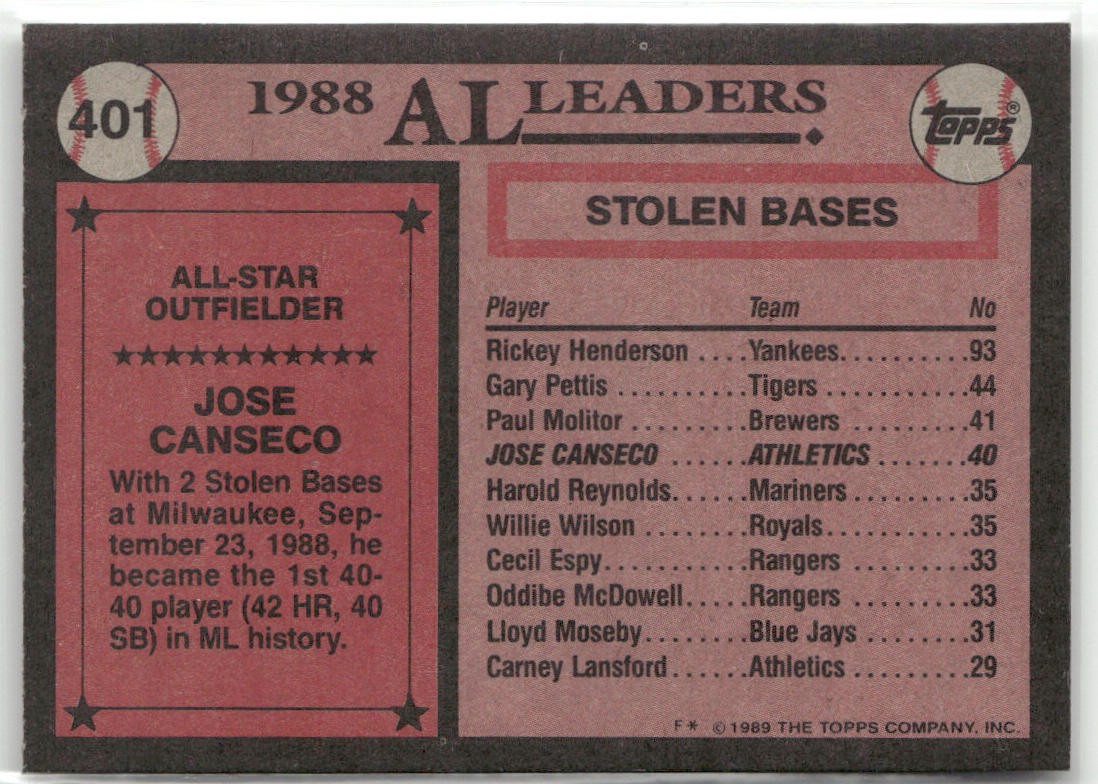 401
1988 AL LEADERS
topps®
ALL-STAR
OUTFIELDER
JOSE
CANSECO
With 2 Stolen Bases
at Milwaukee, Sep-
tember 23, 1988, he
became the 1st 40-
40 player (42 HR, 40
SB) in ML history.
STOLEN BASES
Player Team No
Rickey Henderson ....Yankees..........93
Gary Pettis ..........Tigers ...........44
Paul Molitor .........Brewers .........41
JOSE CANSECO ......ATHLETICS .......40
Harold Reynolds......Mariners .........35
Willie Wilson ........Royals...........35
Cecil Espy...........Rangers .........33
Oddibe McDowell.....Rangers .........33
Lloyd Moseby........Blue Jays ........31
Carney Lansford......Athletics .........29
F* © 1989 THE TOPPS COMPANY, INC.